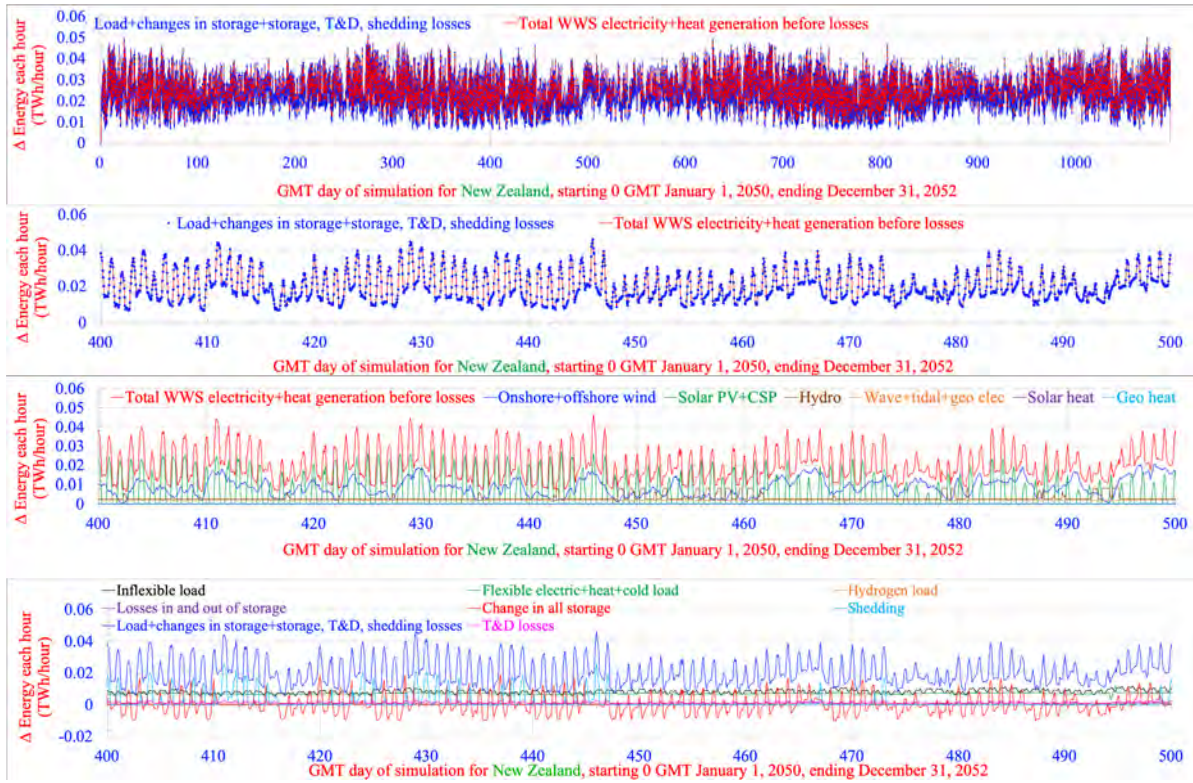 Load+changes in storage+storage, T&D, shedding losses —Total WWS electricity+heat generation before losses
Δ Energy each hour
(TWh/hour)
0.06
0.05
0.04
0.03
0.02
0.01
0
0 100 200 300 400 500 600 700 800 900 1000
GMT day of simulation for New Zealand, starting 0 GMT January 1, 2050, ending December 31, 2052
Load+changes in storage+storage, T&D, shedding losses —Total WWS electricity+heat generation before losses
Δ Energy each hour
(TWh/hour)
0.06
0.04
0.02
0
400 410 420 430 440 450 460 470 480 490 500
GMT day of simulation for New Zealand, starting 0 GMT January 1, 2050, ending December 31, 2052
—Total WWS electricity+heat generation before losses —Onshore+offshore wind —Solar PV+CSP —Hydro —Wave+tidal+geo elec —Solar heat —Geo heat
Δ Energy each hour
(TWh/hour)
0.06
0.05
0.04
0.03
0.02
0.01
0
400 410 420 430 440 450 460 470 480 490 500
GMT day of simulation for New Zealand, starting 0 GMT January 1, 2050, ending December 31, 2052
—Inflexible load —Flexible electric+heat+cold load —Hydrogen load
—Losses in and out of storage —Change in all storage —Shedding
—Load+changes in storage+storage, T&D, shedding losses —T&D losses
Δ Energy each hour
(TWh/hour)
0.06
0.04
0.02
0
-0.02
400 410 420 430 440 450 460 470 480 490 500
GMT day of simulation for New Zealand, starting 0 GMT January 1, 2050, ending December 31, 2052